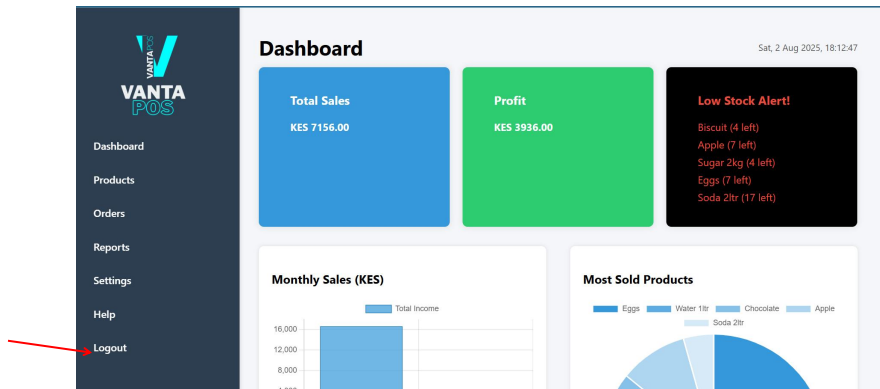 VANTAPOS
VANTA
POS
Dashboard
Products
Orders
Reports
Settings
Help
Logout
Dashboard
Sat, 2 Aug 2025, 18:12:47
Total Sales
KES 7156.00
Profit
KES 3936.00
Low Stock Alert!
Biscuit (4 left)
Apple (7 left)
Sugar 2kg (4 left)
Eggs (7 left)
Soda 2ltr (17 left)
Monthly Sales (KES)
Total Income
16,000
12,000
8,000
Most Sold Products
Eggs Water 1ltr Chocolate Apple
Soda 2ltr